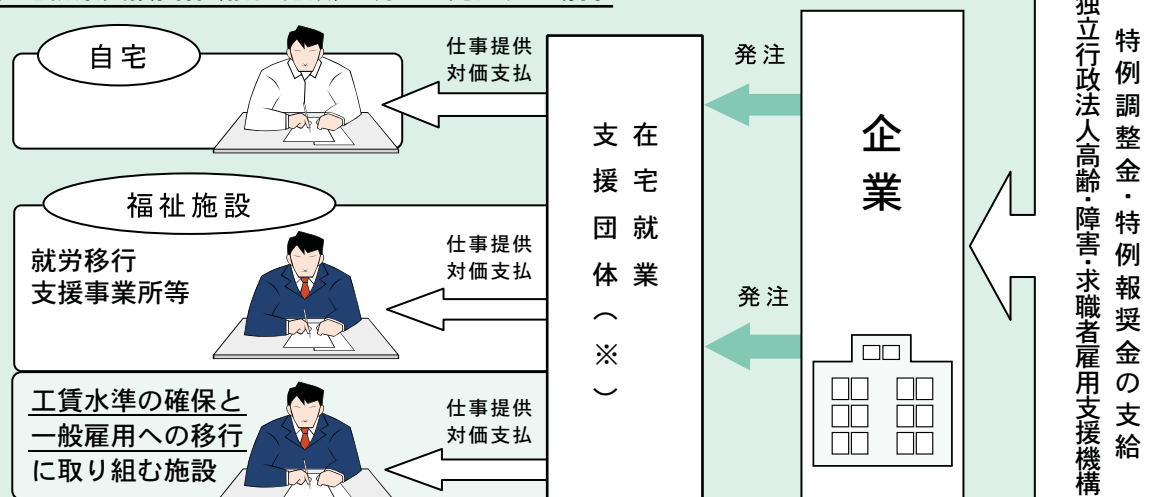 自宅
仕事提供
対価支払
福祉施設
就労移行
支援事業所等
仕事提供
対価支払
工賃水準の確保と
一般雇用への移行
に取り組む施設
仕事提供
対価支払
在宅就業
支援団体(※)
発注
発注
企業
特例調整金・特例報奨金の支給
独立行政法人高齢・障害・求職者雇用支援機構